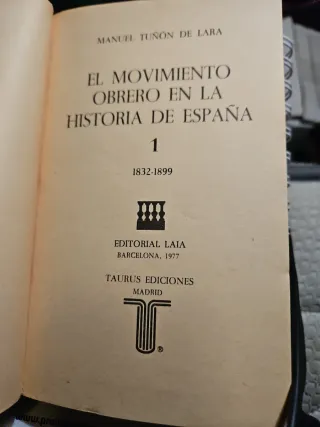 MANUEL TUÑÓN DE LARA
EL MOVIMIENTO
OBRERO EN LA
HISTORIA DE ESPAÑA
1
1832-1899
EDITORIAL LAIA
BARCELONA, 1977
TAURUS EDICIONES
MADRID
®